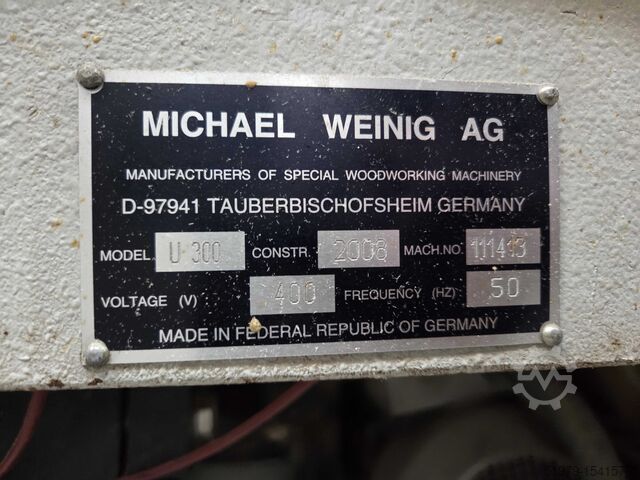 MICHAEL WEINIG AG
MANUFACTURERS OF SPECIAL WOODWORKING MACHINERY
D-97941 TAUBERBISCHOFSHEIM GERMANY
MODEL. U 300 CONSTR. 2008 MACH.NO. 111413
VOLTAGE (V) 400 FREQUENCY (HZ) 50
MADE IN FEDERAL REPUBLIC OF GERMANY